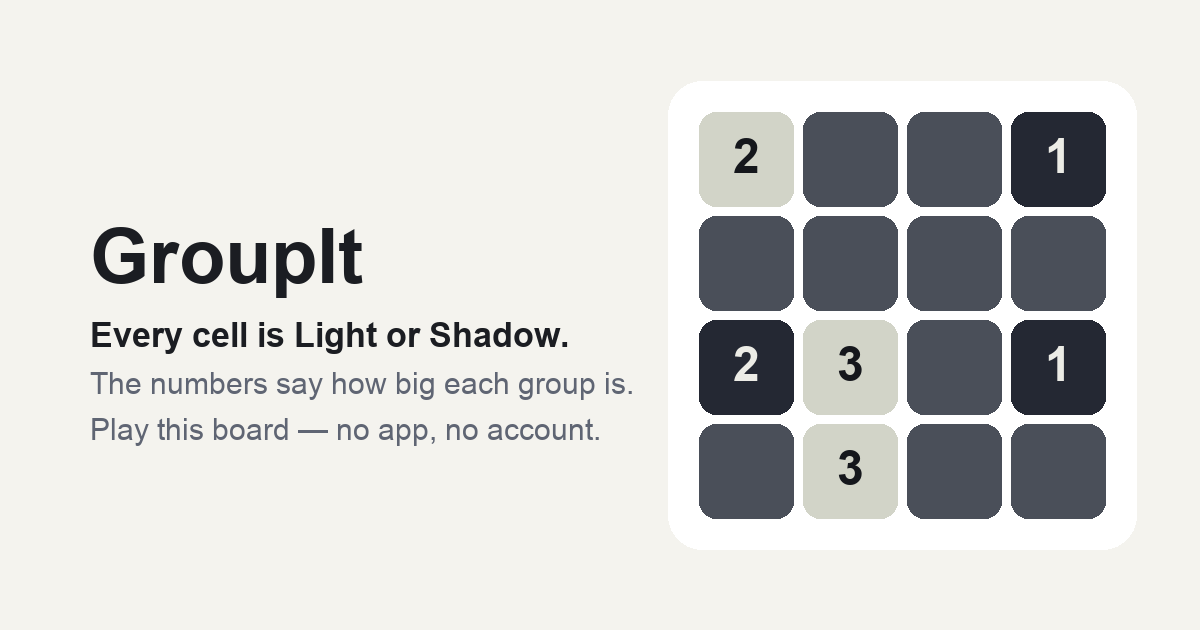 GroupIt
Every cell is Light or Shadow.
The numbers say how big each group is.
Play this board — no app, no account.
2 1
2 3 1
3